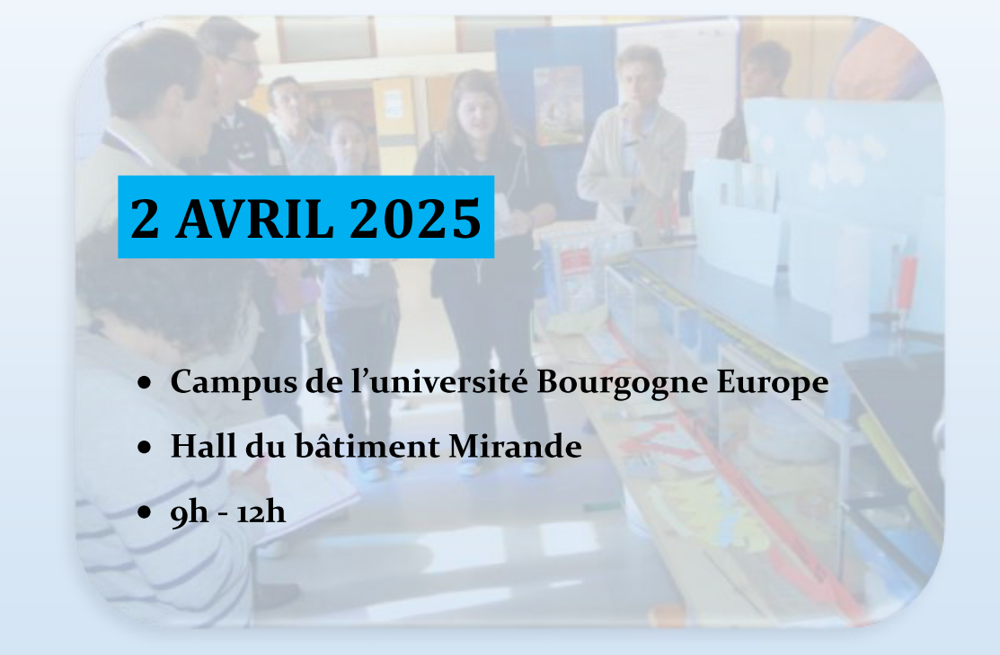 2 AVRIL 2025
• Campus de l’université Bourgogne Europe
• Hall du bâtiment Mirande
• 9h - 12h